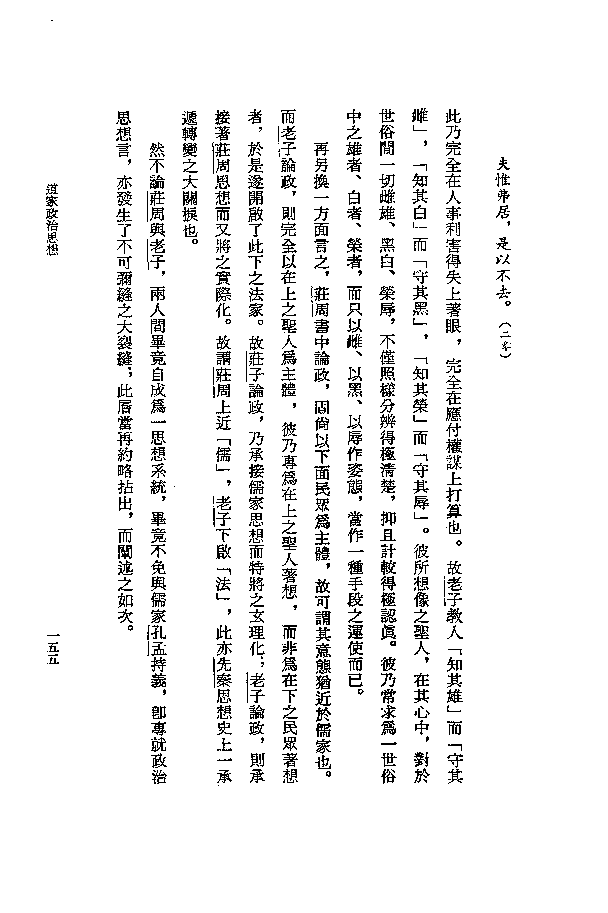 夫惟弗居，是以不去。（二章）
此乃完全在人事利害得失上著眼，完全在應付權謀上打算也。故老子教人「知其雄」而「守其
雌」，「知其白」而「守其黑」，「知其榮」而「守其辱」。彼所想像之聖人，在其心中，對於
世俗間一切雌雄、黑白、榮辱，不僅照樣分辨得極清楚，抑且計較得極認眞。彼乃常求爲一世俗
中之雄者、白者、榮者，而只以雌、以黑、以辱作姿態，當作一種手段之運使而已。
再另換一方面言之，莊周書中論政，固尙以下面民眾爲主體，故可謂其意態猶近於儒家也。
而老子論政，則完全以在上之聖人爲主體，彼乃專爲在上之聖人著想，而非爲在下之民眾著想
者，於是遂開啟了此下之法家。故莊子論政，乃承接儒家思想而特將之玄理化；老子論政，則承
接著莊周思想而又將之實際化。故謂莊周上近「儒」，老子下啟「法」，此亦先秦思想史上一承
遞轉變之大關捩也。
然不論莊周與老子，兩人間畢竟自成爲一思想系統，畢竟不免與儒家孔孟持義，卽專就政治
思想言，亦發生了不可彌縫之大裂縫；此層當再約略拈出，而闡述之如次。
道家政治思想
一五五